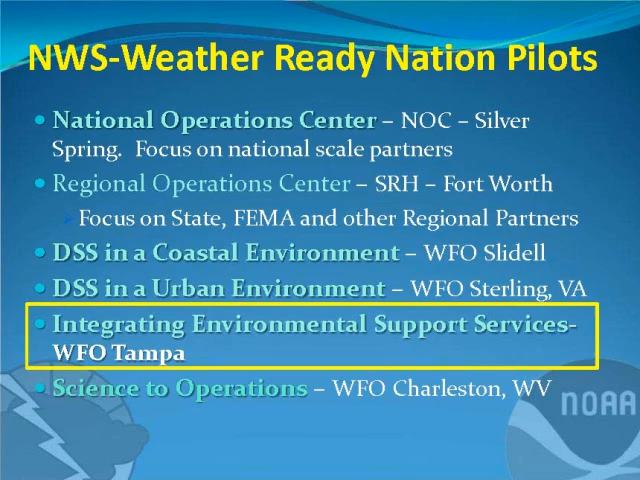 NWS-Weather Ready Nation Pilots
National Operations Center – NOC – Silver
Spring.  Focus on national scale partners
Regional Operations Center – SRH – Fort Worth
Focus on State, FEMA and other Regional Partners
DSS in a Coastal Environment – WFO Slidell
DSS in a Urban Environment – WFO Sterling, VA
Integrating Environmental Support Services-
WFO Tampa
Science to Operations – WFO Charleston, WV
NOAA